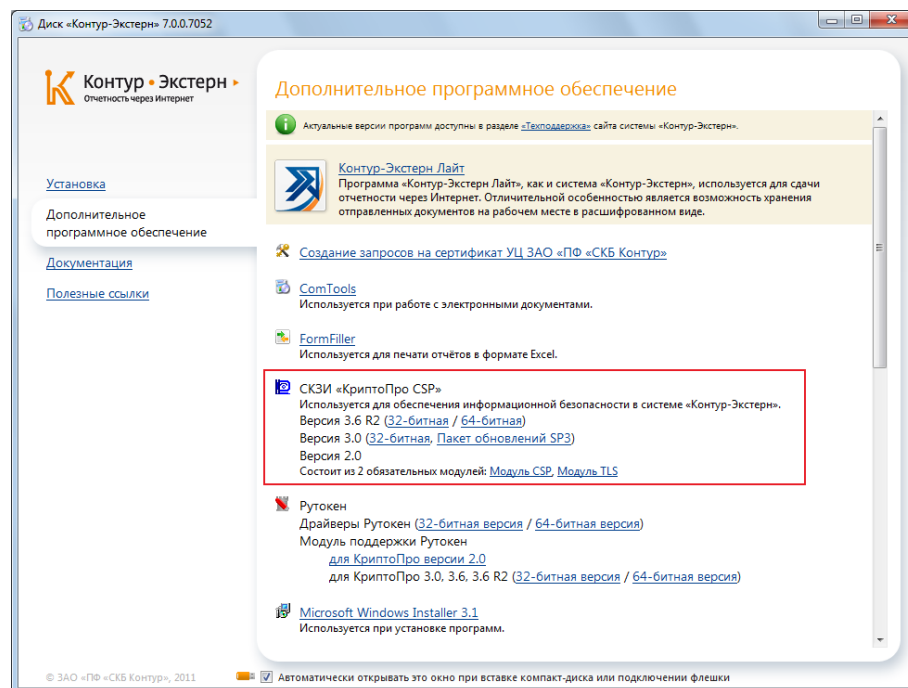 Диск «Контур-Экстерн» 7.0.0.7052
Контур • Экстерн
Отчетность через Интернет
Установка
Дополнительное
программное обеспечение
Документация
Полезные ссылки
Дополнительное программное обеспечение
Актуальные версии программ доступны в разделе «Техподдержка» сайта системы «Контур-Экстерн».
Контур-Экстерн Лайт
Программа «Контур-Экстерн Лайт», как и система «Контур-Экстерн», используется для сдачи
отчетности через Интернет. Отличительной особенностью является возможность хранения
отправленных документов на рабочем месте в расшифрованном виде.
Создание запросов на сертификат УЦ ЗАО «ПФ «СКБ Контур»
ComTools
Используется при работе с электронными документами.
FormFiller
Используется для печати отчётов в формате Excel.
СКЗИ «КриптоПро CSP»
Используется для обеспечения информационной безопасности в системе «Контур-Экстерн».
Версия 3.6 R2 (32-битная / 64-битная)
Версия 3.0 (32-битная, Пакет обновлений SP3)
Версия 2.0
Состоит из 2 обязательных модулей: Модуль CSP, Модуль TLS
Рутокен
Драйверы Рутокен (32-битная версия / 64-битная версия)
Модуль поддержки Рутокен
для КриптоПро версии 2.0
для КриптоПро 3.0, 3.6, 3.6 R2 (32-битная версия / 64-битная версия)
Microsoft Windows Installer 3.1
Используется при установке программ.
© ЗАО «ПФ «СКБ Контур», 2011
Автоматически открывать это окно при вставке компакт-диска или подключении флешки